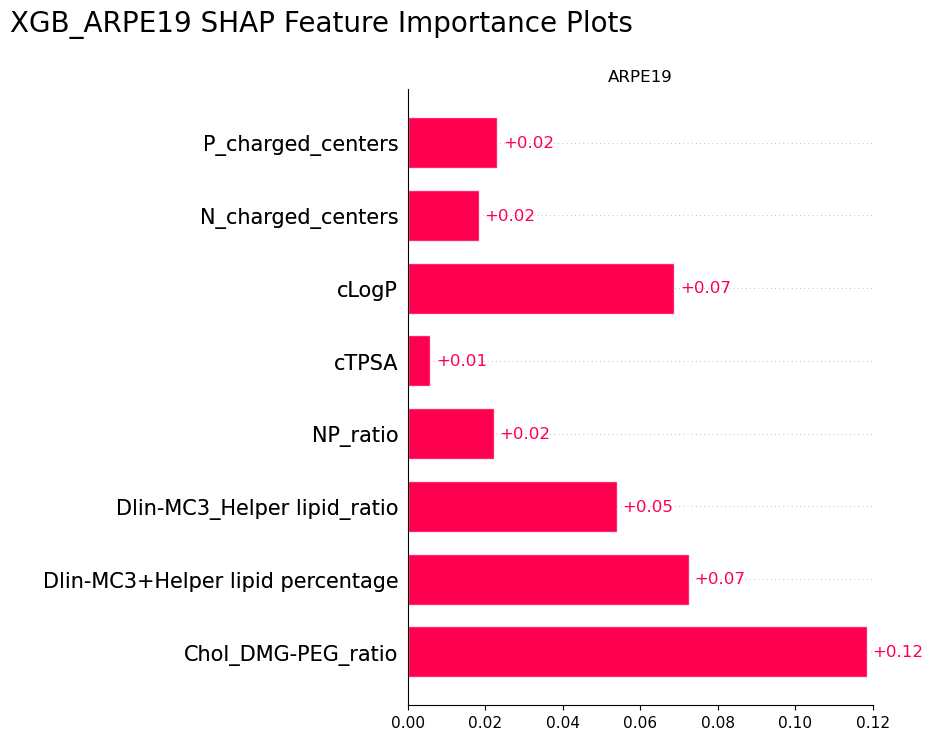 XGB_ARPE19 SHAP Feature Importance Plots
ARPE19
P_charged_centers +0.02
N_charged_centers +0.02
cLogP +0.07
cTPSA +0.01
NP_ratio +0.02
Dlin-MC3_Helper lipid_ratio +0.05
Dlin-MC3+Helper lipid percentage +0.07
Chol_DMG-PEG_ratio +0.12
0.00 0.02 0.04 0.06 0.08 0.10 0.12